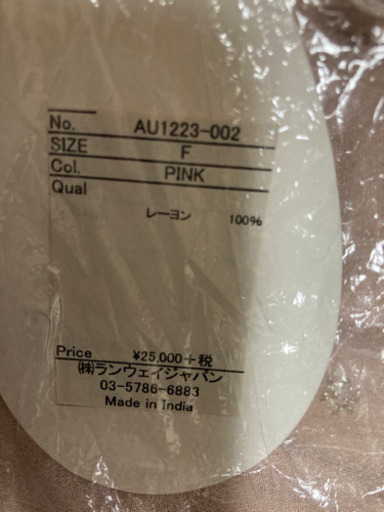 No. AU1223-002
SIZE F
Col. PINK
Qual
レーヨン 100%
Price ¥25,000+税
㈱ランウェイジャパン
03-5786-6883
Made in India